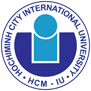 HOCHIMINH CITY INTERNATIONAL UNIVERSITY
• HCM - IU •